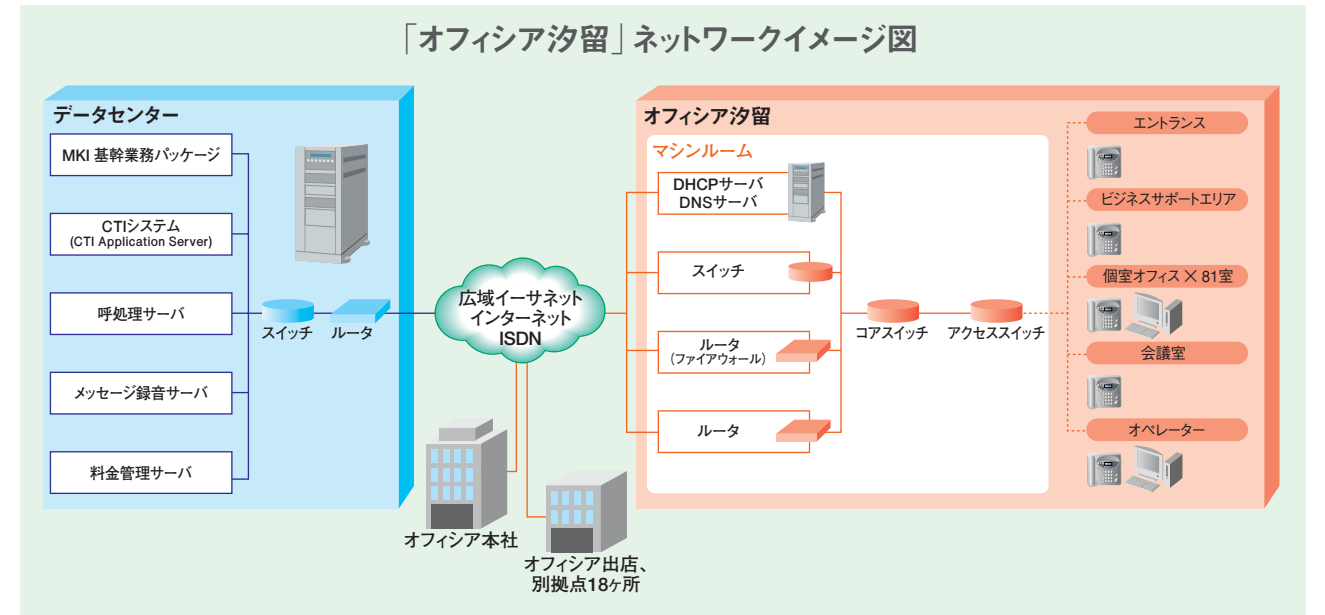 「オフィシア汐留」ネットワークイメージ図
データセンター
MKI 基幹業務パッケージ
CTIシステム
(CTI Application Server)
呼処理サーバ
メッセージ録音サーバ
料金管理サーバ
スイッチ
ルータ
広域イーサネット
インターネット
ISDN
オフィシア本社
オフィシア出店、
別拠点18ヶ所
オフィシア汐留
マシンルーム
DHCPサーバ
DNSサーバ
スイッチ
ルータ
(ファイアウォール)
ルータ
コアスイッチ
アクセススイッチ
エントランス
ビジネスサポートエリア
個室オフィス × 81室
会議室
オペレーター